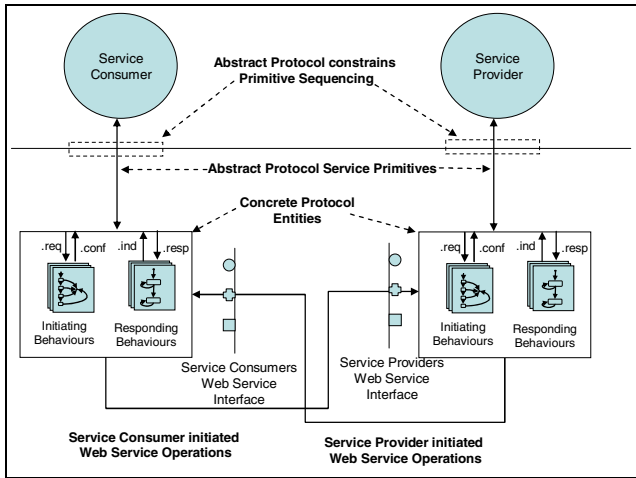 Service
Consumer
Abstract Protocol constrains
Primitive Sequencing
Service
Provider
Abstract Protocol Service Primitives
Concrete Protocol
Entities
.req
.conf
.ind
.resp
Initiating
Behaviours
Responding
Behaviours
.req
.conf
.ind
.resp
Initiating
Behaviours
Responding
Behaviours
Service Consumers
Web Service
Interface
Service Providers
Web Service
Interface
Service Consumer initiated
Web Service Operations
Service Provider initiated
Web Service Operations